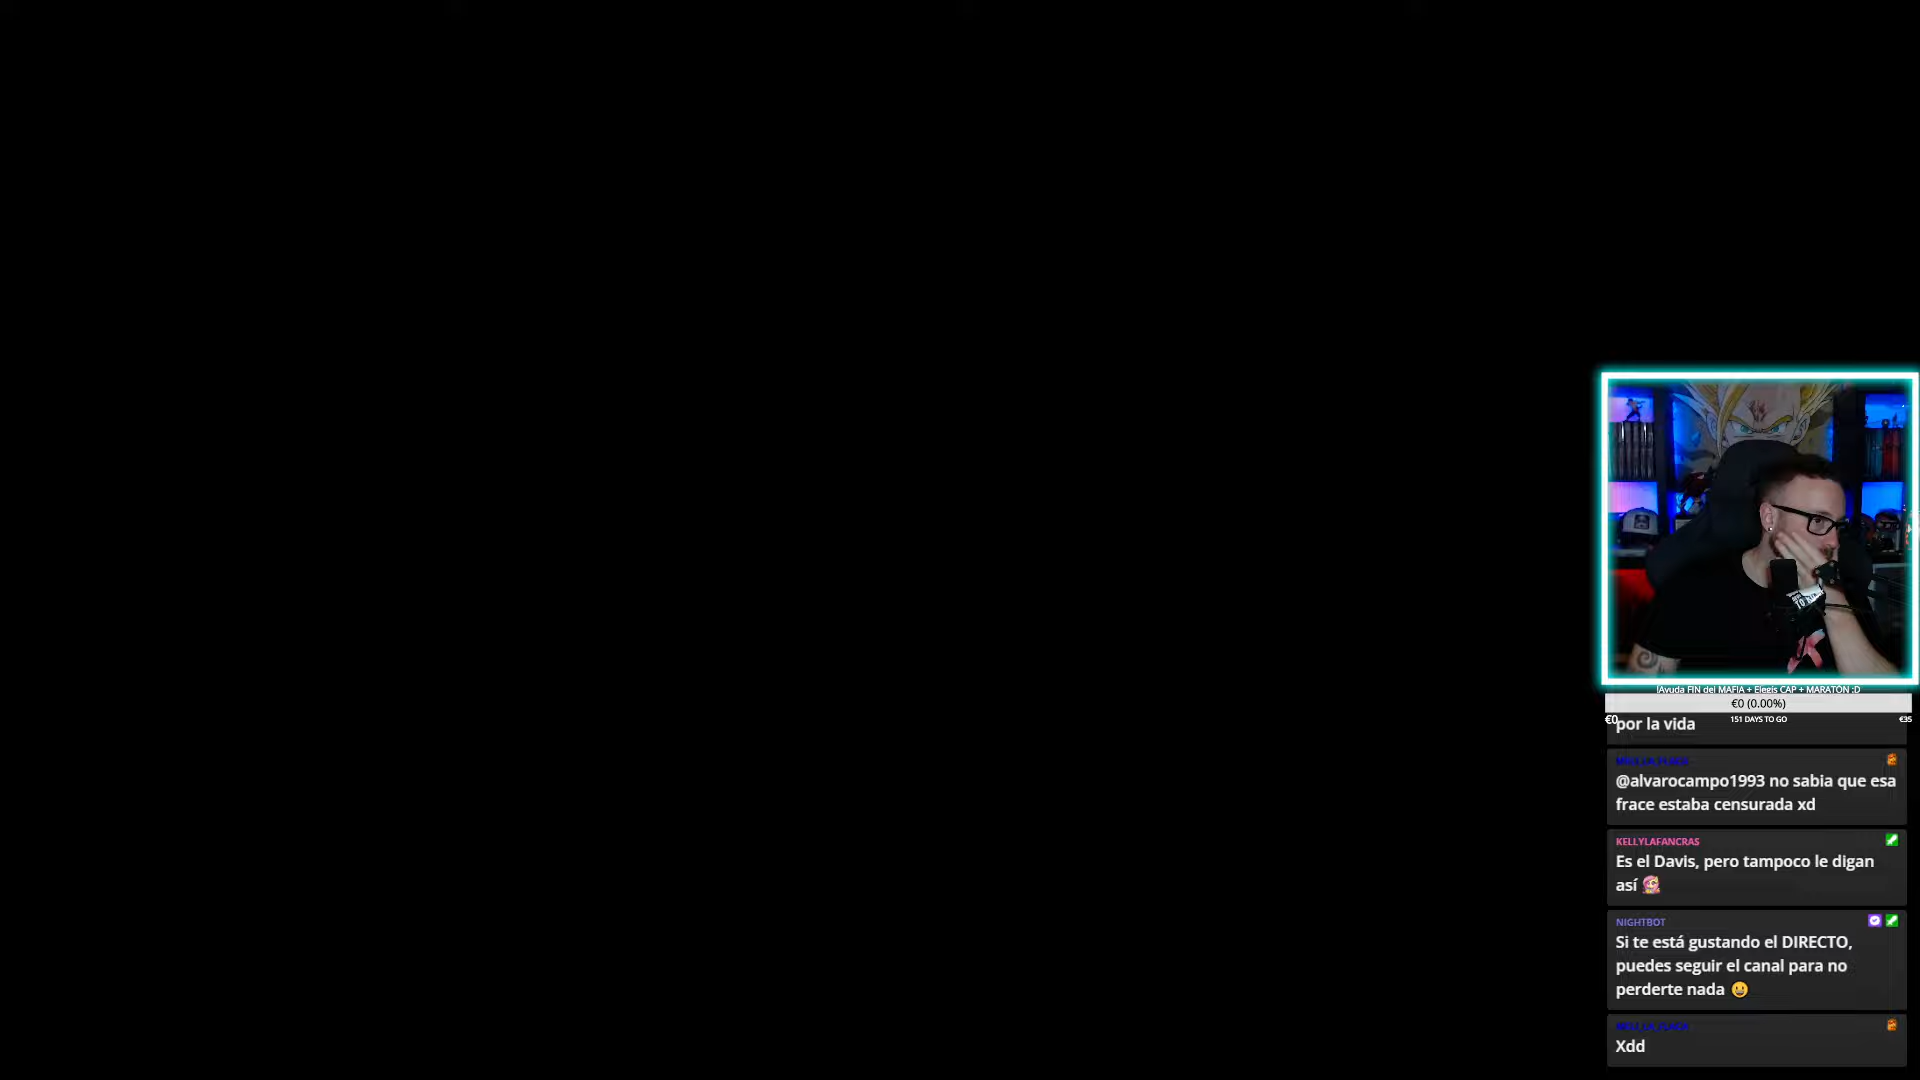 !Ayuda FIN del MAFIA + Elegis CAP + MARATÓN :D
€0 (0.00%)
€0
151 DAYS TO GO
€35
por la vida
@alvarocampo1993 no sabia que esa
frace estaba censurada xd
KELLYLAFANCRAS
Es el Davis, pero tampoco le digan
así
NIGHTBOT
Si te está gustando el DIRECTO,
puedes seguir el canal para no
perderte nada
Xdd